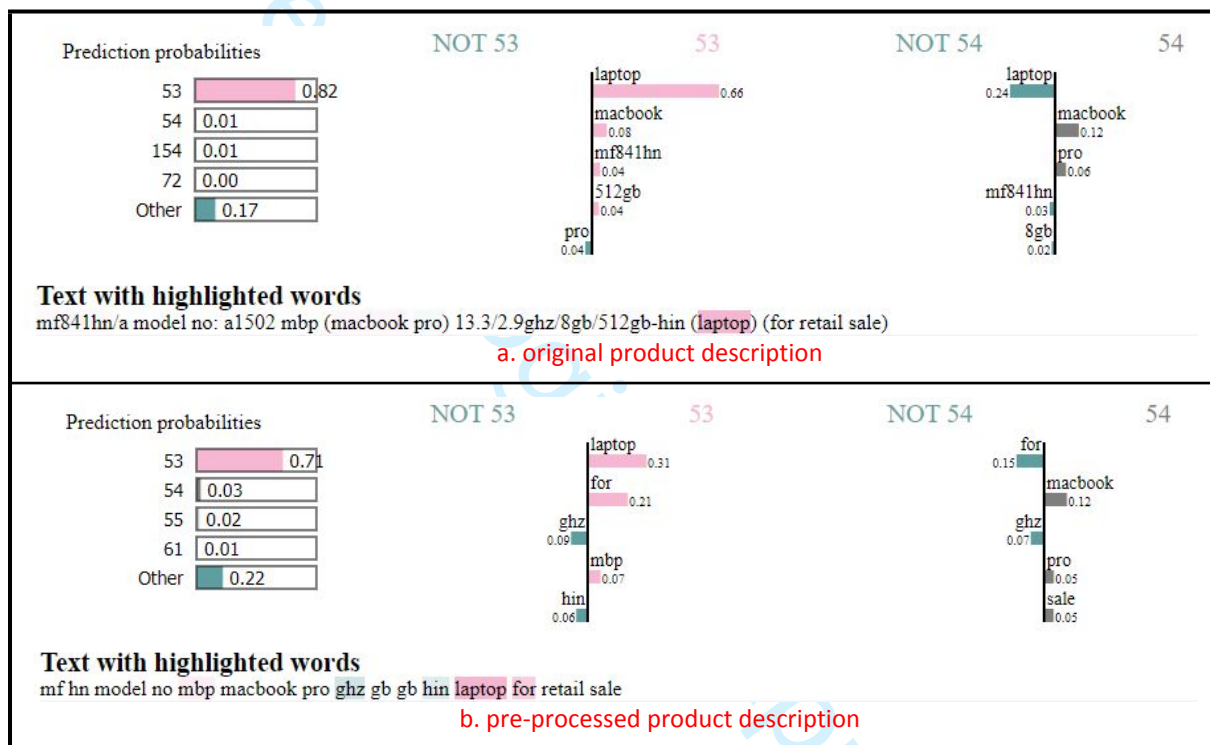 Prediction probabilities
53 0.82
54 0.01
154 0.01
72 0.00
Other 0.17
NOT 53 53
laptop
0.66
macbook
0.08
mf841hn
0.04
512gb
0.04
pro
0.04
NOT 54 54
laptop
0.24
macbook
0.12
pro
0.06
mf841hn
0.03
8gb
0.02
Text with highlighted words
mf841hn/a model no: a1502 mbp (macbook pro) 13.3/2.9ghz/8gb/512gb-hin (laptop) (for retail sale)
a. original product description
Prediction probabilities
53 0.71
54 0.03
55 0.02
61 0.01
Other 0.22
NOT 53 53
laptop
0.31
for
0.21
ghz
0.09
mbp
0.07
hin
0.06
NOT 54 54
for
0.15
macbook
0.12
ghz
0.07
pro
0.05
sale
0.05
Text with highlighted words
mf hn model no mbp macbook pro ghz gb gb hin laptop for retail sale
b. pre-processed product description